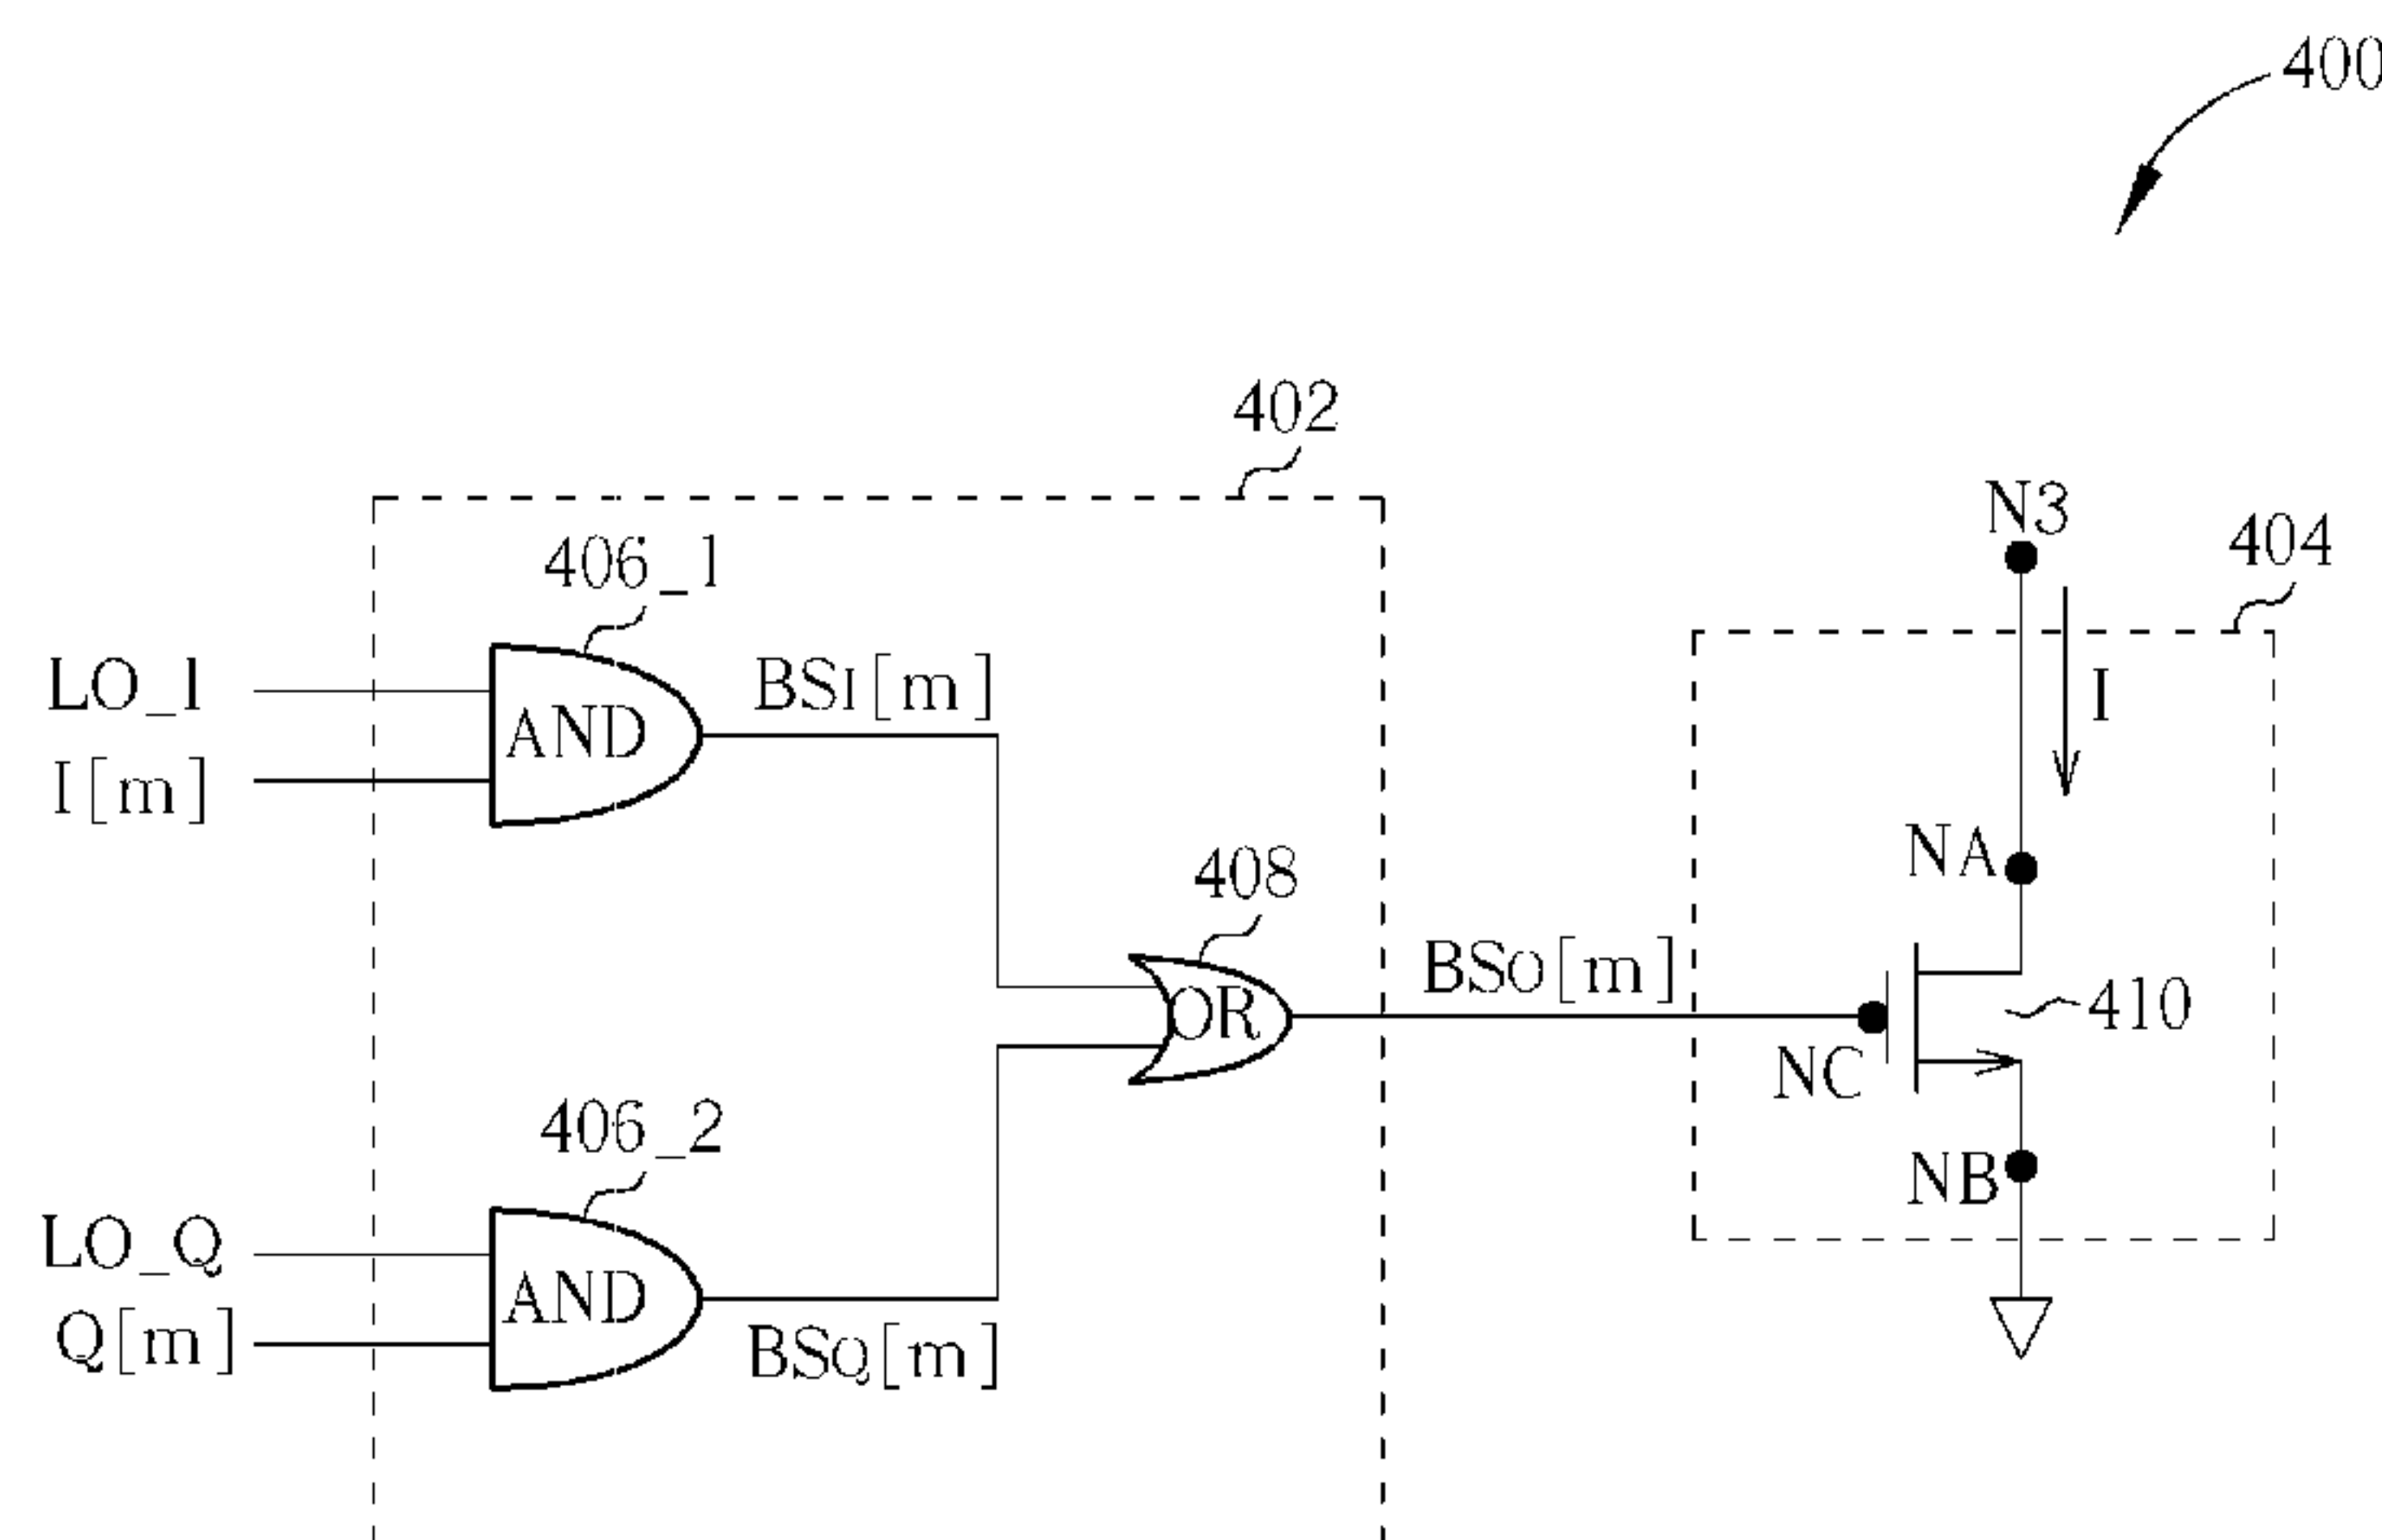 400
402
N3
404
406_1
LO_I
BSI[m]
I
AND
I[m]
NA
408
BSO[m]
OR
410
NC
406_2
NB
LO_Q
AND
Q[m]
BSQ[m]